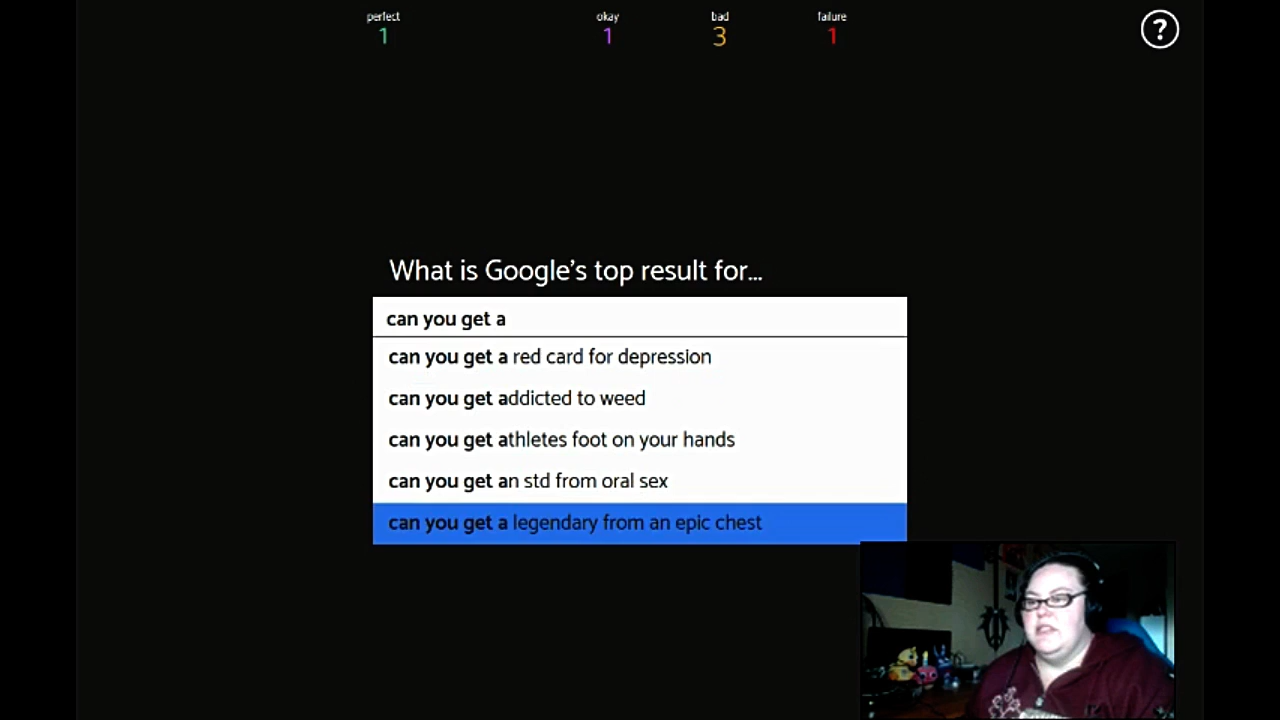 perfect okay bad failure
1 1 3 1 ?
What is Google's top result for...
can you get a
can you get a red card for depression
can you get addicted to weed
can you get athletes foot on your hands
can you get an std from oral sex
can you get a legendary from an epic chest